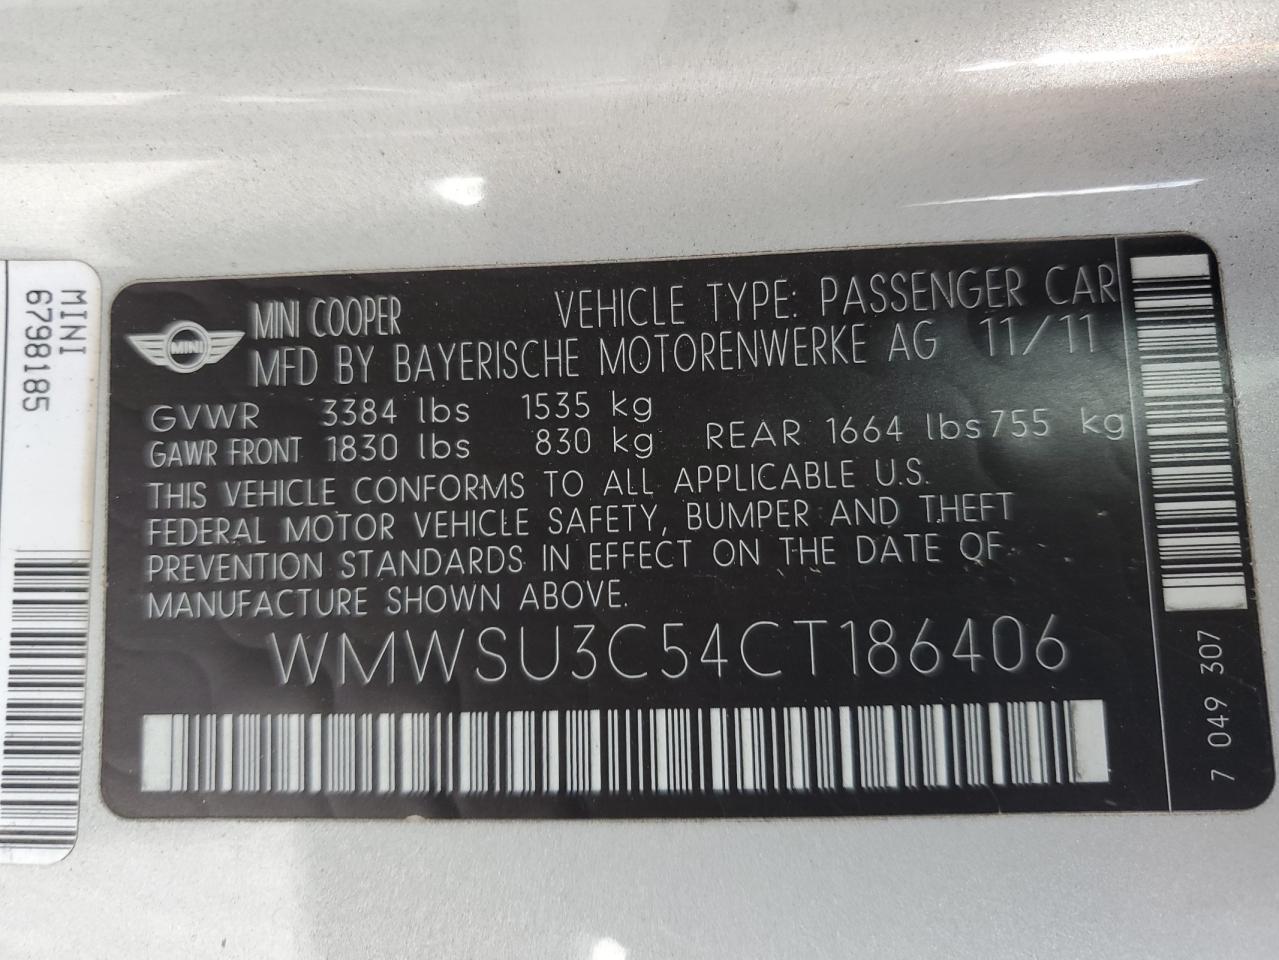 MINI
6798185
MINI
MINI COOPER VEHICLE TYPE: PASSENGER CAR
MFD BY BAYERISCHE MOTORENWERKE AG 11/11
GVWR 3384 lbs 1535 kg
GAWR FRONT 1830 lbs 830 kg REAR 1664 lbs 755 kg
THIS VEHICLE CONFORMS TO ALL APPLICABLE U.S.
FEDERAL MOTOR VEHICLE SAFETY, BUMPER AND THEFT
PREVENTION STANDARDS IN EFFECT ON THE DATE OF
MANUFACTURE SHOWN ABOVE.
WMWSU3C54CT186406
7 049 307